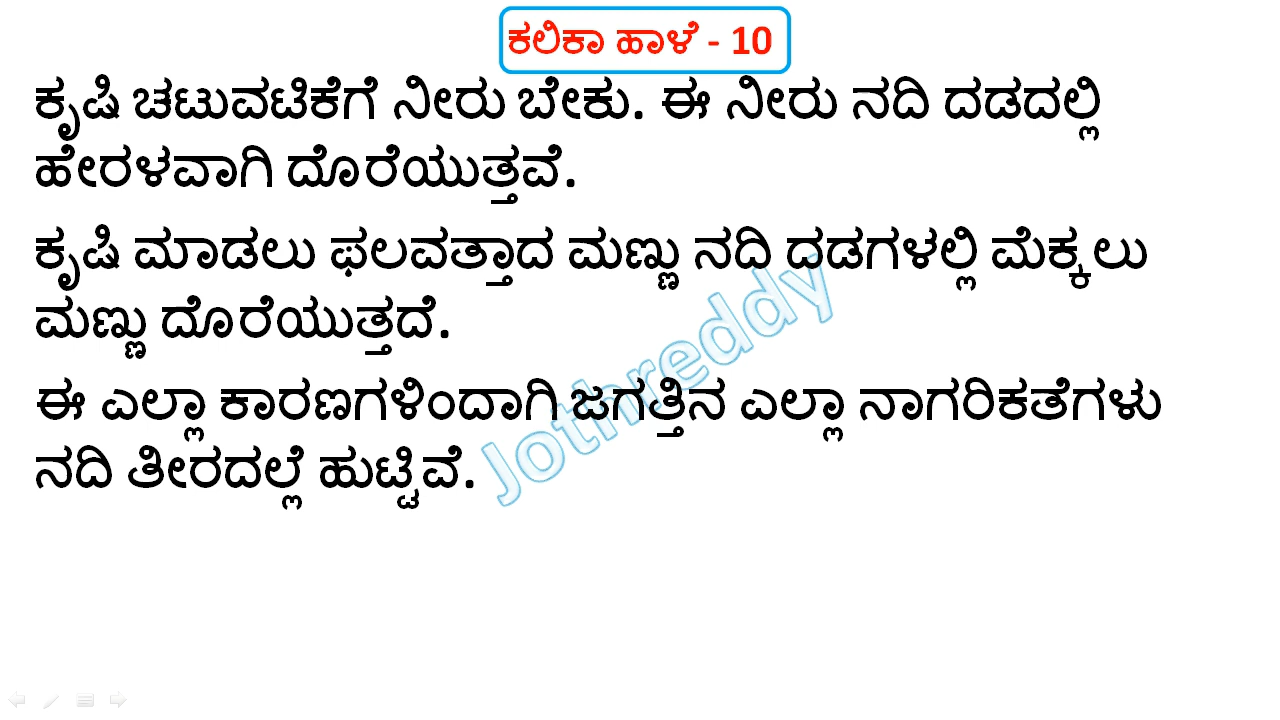 ಕಲಿಕಾ ಹಾಳೆ - 10
ಕೃಷಿ ಚಟುವಟಿಕೆಗೆ ನೀರು ಬೇಕು. ಈ ನೀರು ನದಿ ದಡದಲ್ಲಿ
ಹೇರಳವಾಗಿ ದೊರೆಯುತ್ತವೆ.
ಕೃಷಿ ಮಾಡಲು ಫಲವತ್ತಾದ ಮಣ್ಣು ನದಿ ದಡಗಳಲ್ಲಿ ಮೆಕ್ಕಲು
ಮಣ್ಣು ದೊರೆಯುತ್ತದೆ.
ಈ ಎಲ್ಲಾ ಕಾರಣಗಳಿಂದಾಗಿ ಜಗತ್ತಿನ ಎಲ್ಲಾ ನಾಗರಿಕತೆಗಳು
ನದಿ ತೀರದಲ್ಲೆ ಹುಟ್ಟಿವೆ.
Jothreddy